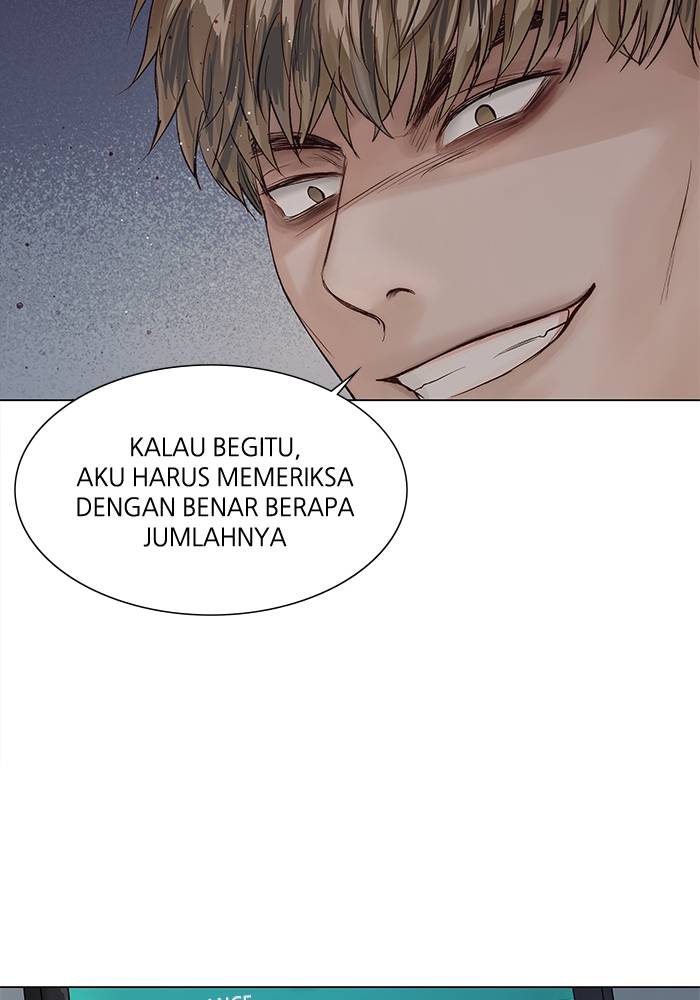 KALAU BEGITU,
AKU HARUS MEMERIKSA
DENGAN BENAR BERAPA
JUMLAHNYA